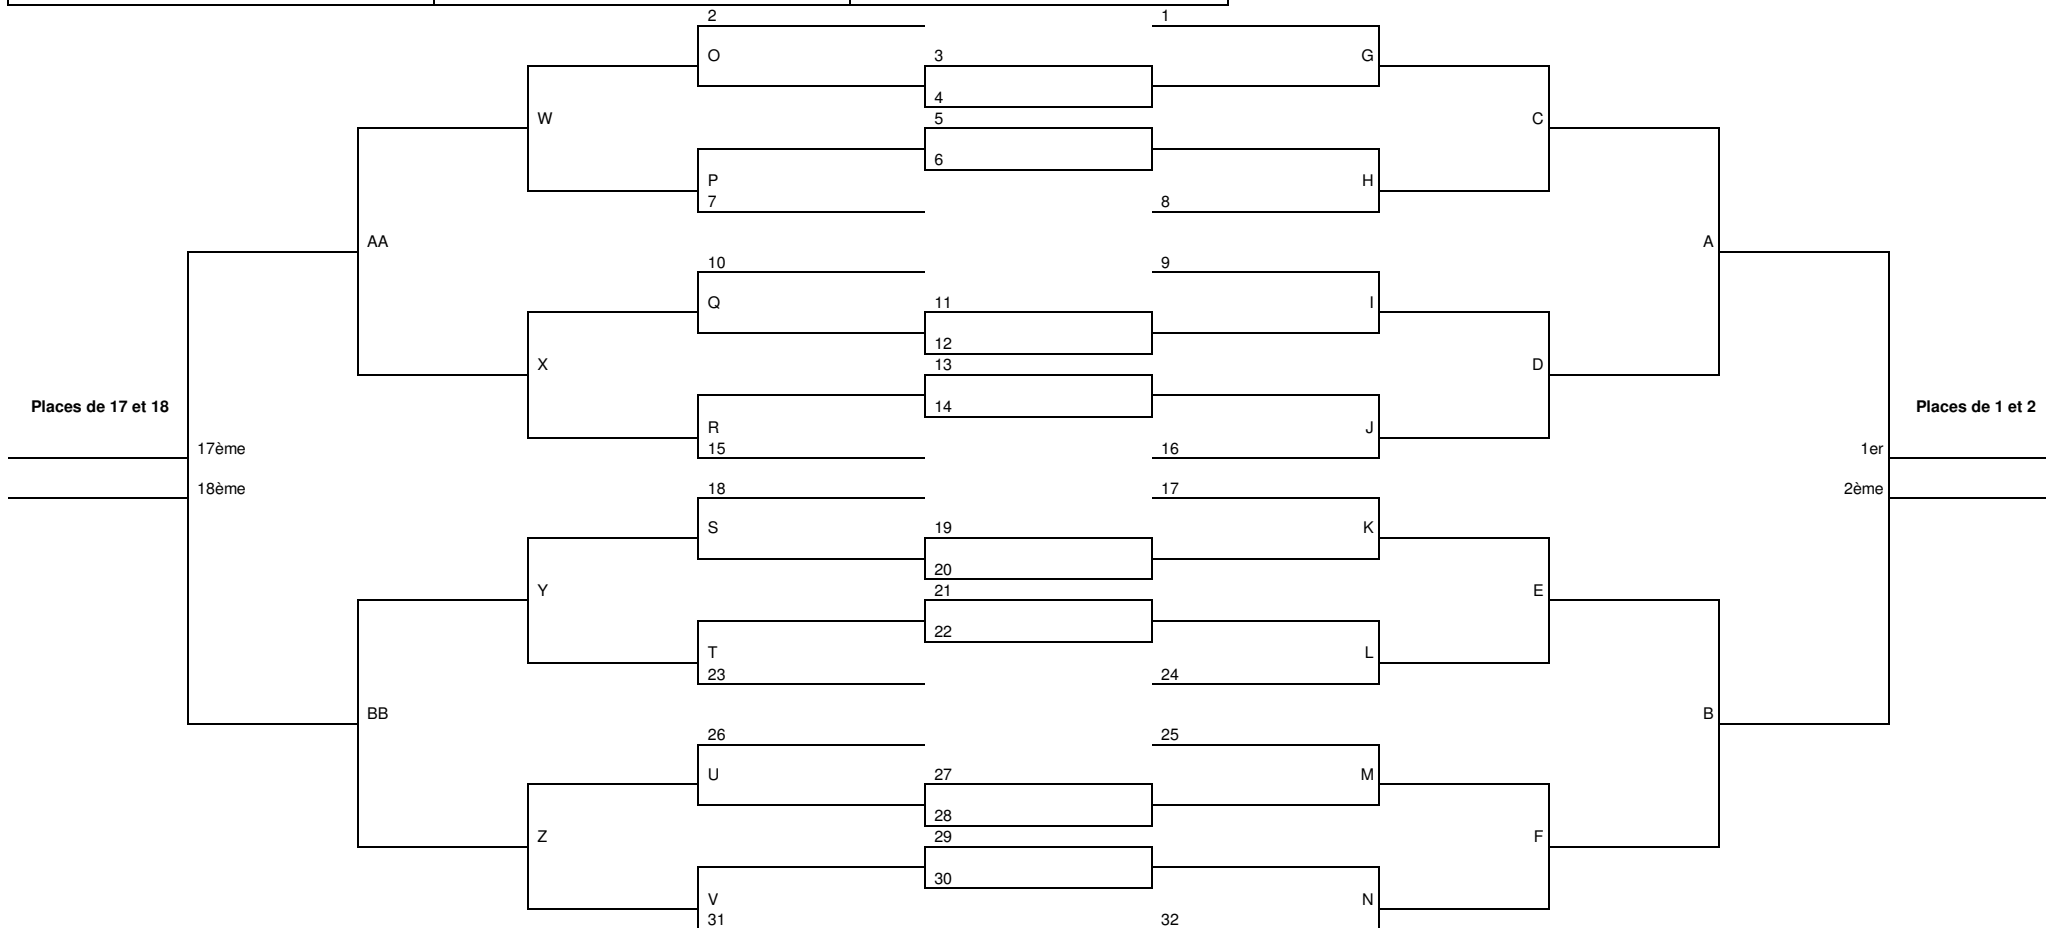 2 1
O 3 G
4
W 5 C
6
P H
7 8
AA A
10 9
Q 11 I
12
X 13 D
Places de 17 et 18 14 Places de 1 et 2
R J
17ème 15 16 1er
18ème 18 17 2ème
S 19 K
20
Y 21 E
22
T L
23 24
BB B
26 25
U 27 M
28
Z 29 F
30
V N
31 32